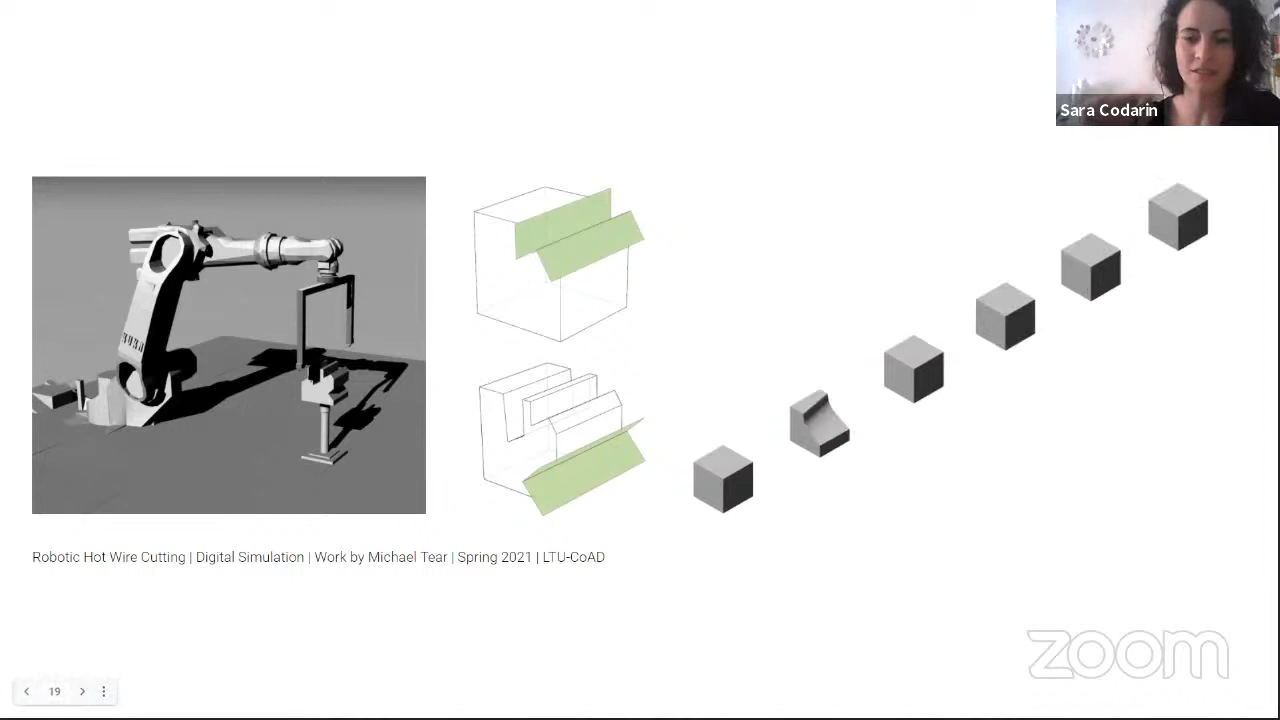 Sara Codarin
Robotic Hot Wire Cutting | Digital Simulation | Work by Michael Tear | Spring 2021 | LTU-CoAD
zoom
19